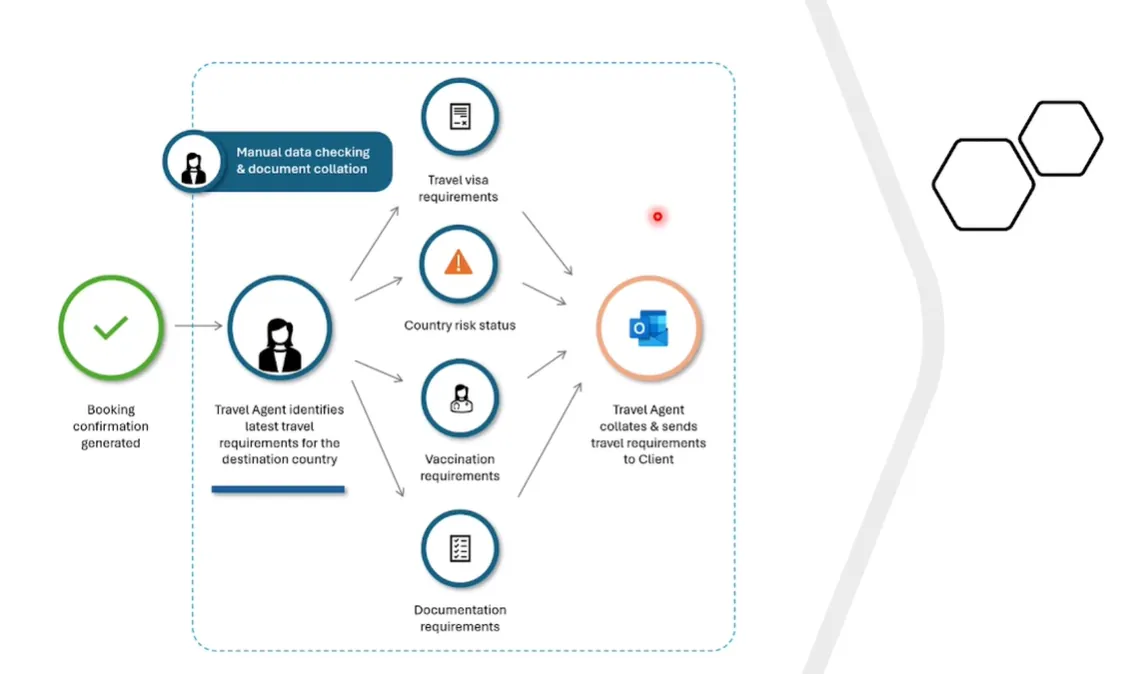 Manual data checking
& document collation
Travel visa
requirements
Country risk status
Booking
confirmation
generated
Travel Agent identifies
latest travel
requirements for the
destination country
Vaccination
requirements
Travel Agent
collates & sends
travel requirements
to Client
Documentation
requirements